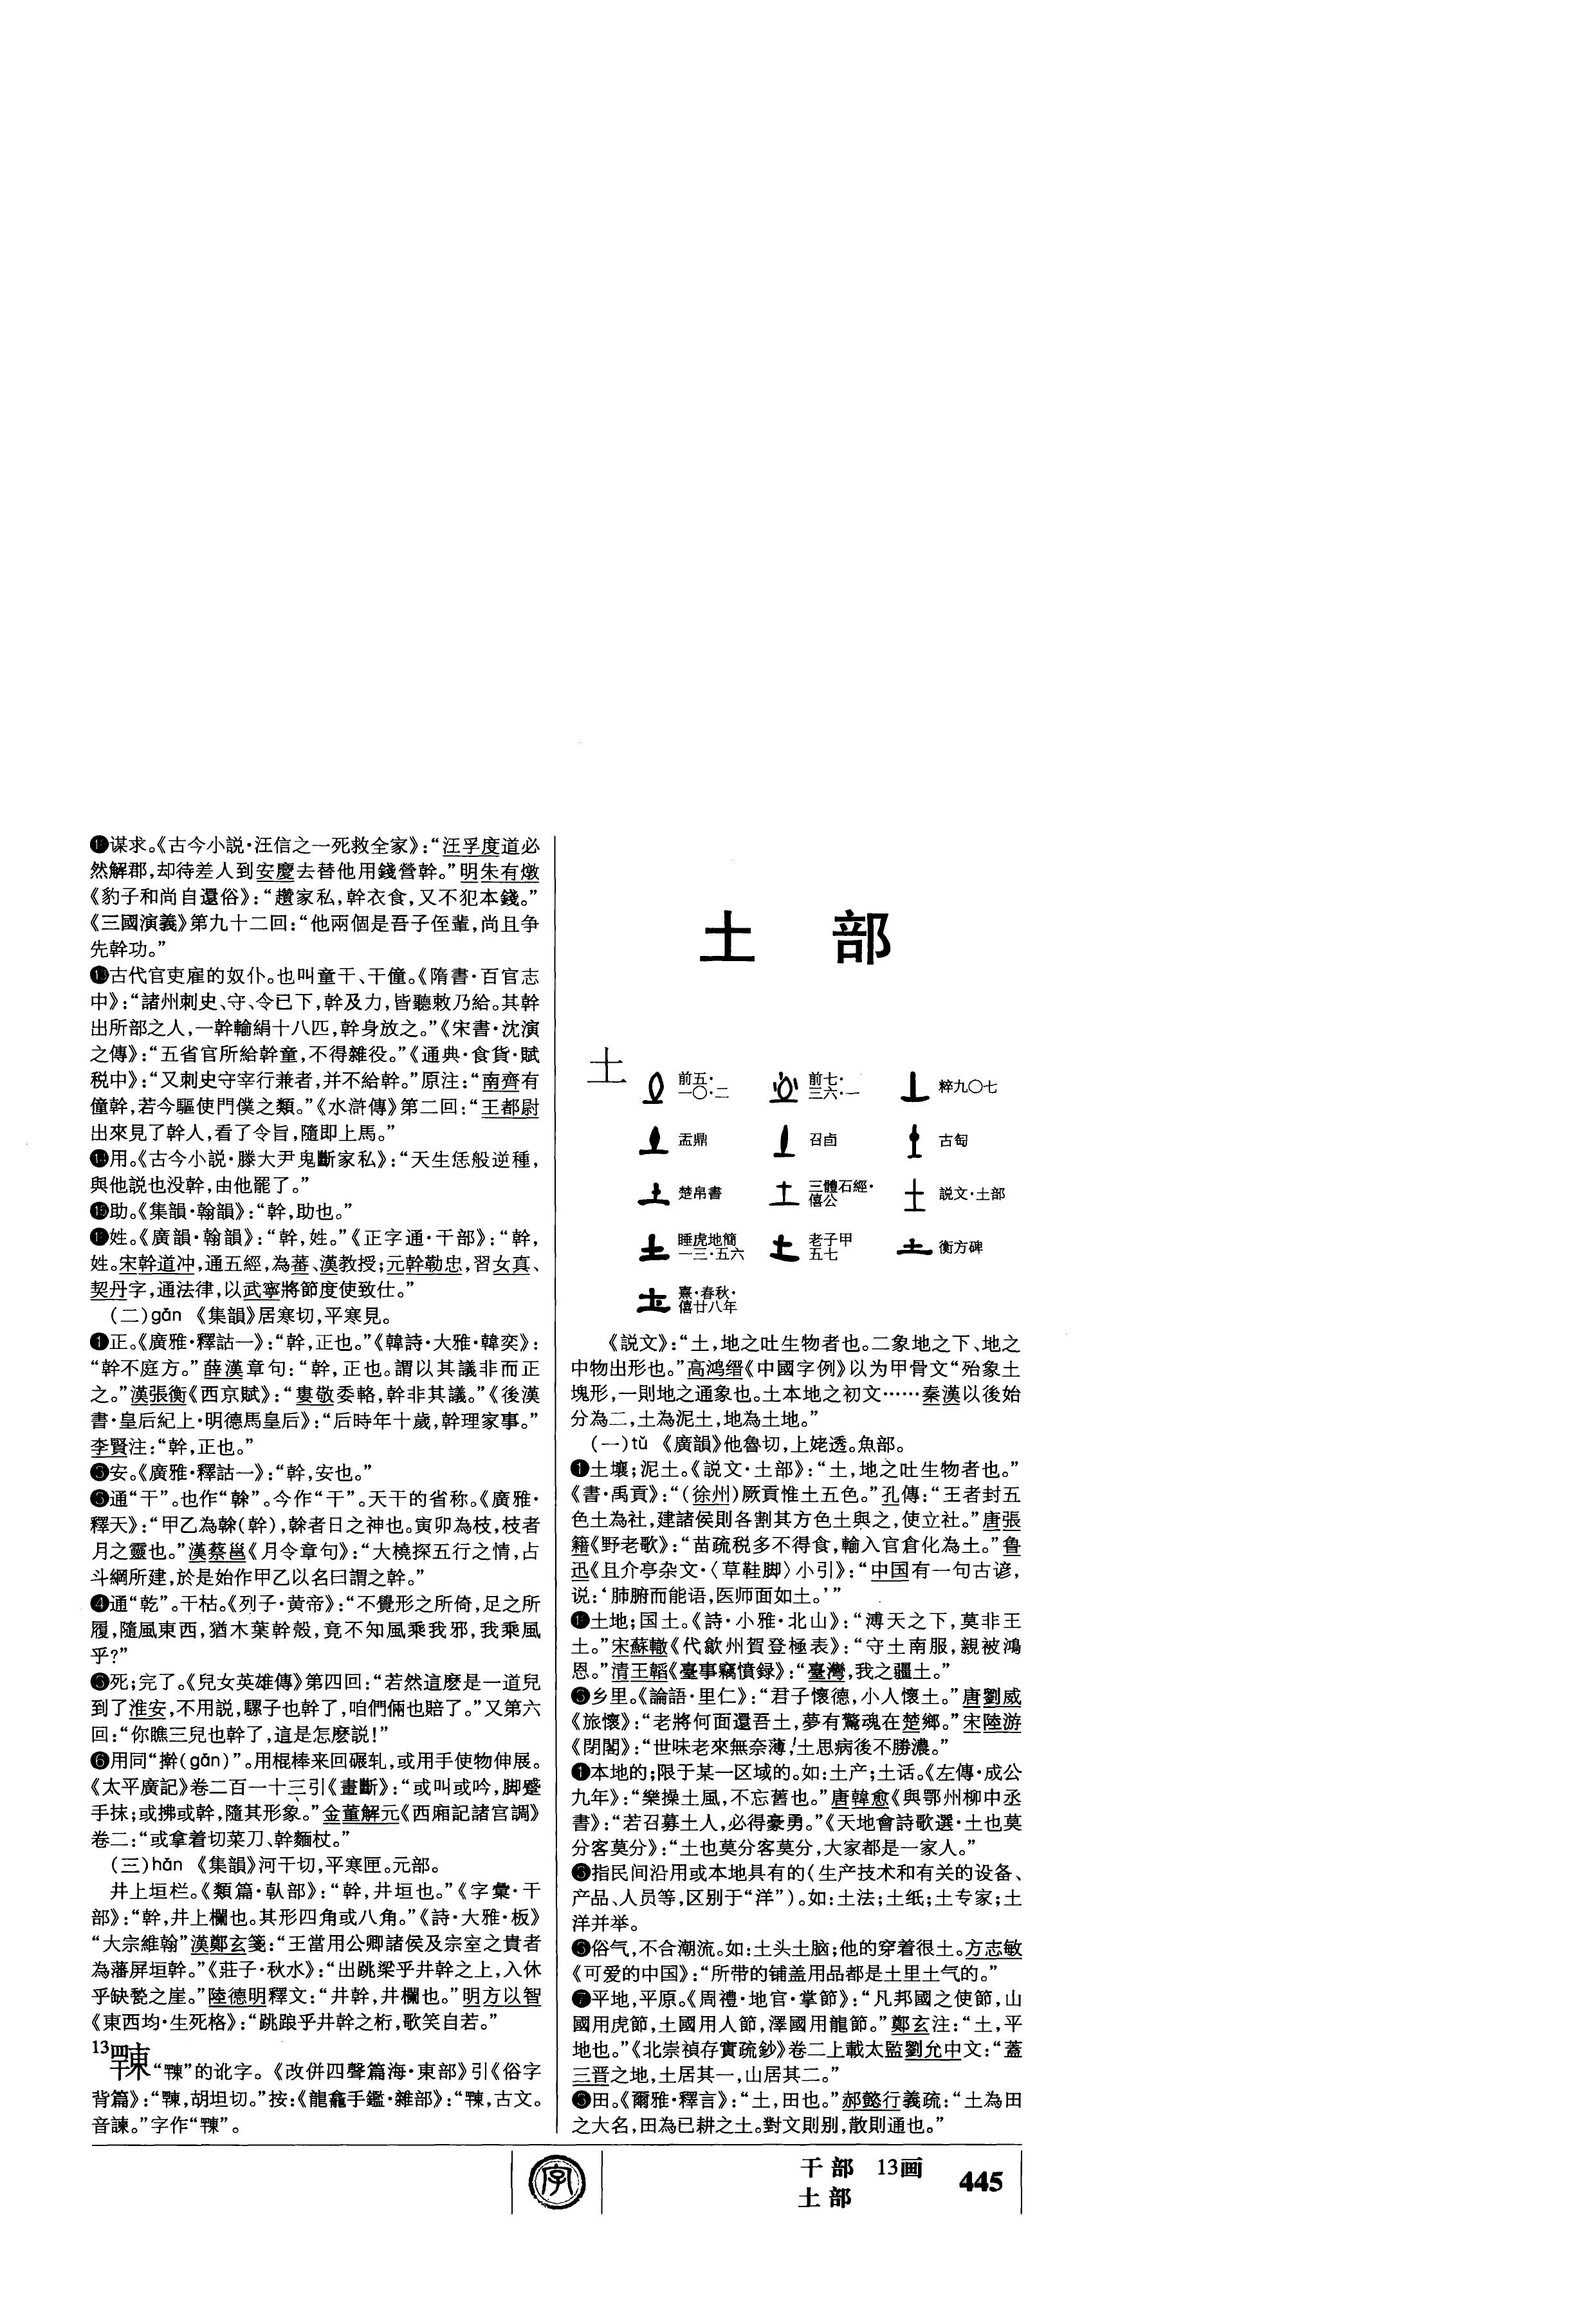 谋求。《古今小説·汪信之一死救全家》:“汪孚度道必
然解郡,却待差人到安慶去替他用錢營幹。”明朱有燉
《豹子和尚自還俗》:“趲家私,幹衣食,又不犯本錢。”
《三國演義》第九十二回:“他兩個是吾子侄輩,尚且争
先幹功。”
古代官吏雇的奴仆。也叫童干、干僮。《隋書·百官志
中》:“諸州刺史、守、令已下,幹及力,皆聽敕乃給。其幹
出所部之人,一幹輸絹十八匹,幹身放之。”《宋書·沈演
之傳》:“五省官所給幹童,不得雜役。”《通典·食貨·賦
税中》:“又刺史守宰行兼者,并不給幹。”原注:“南齊有
僮幹,若今驅使門僕之類。”《水滸傳》第二回:“王都尉
出來見了幹人,看了令旨,隨即上馬。”
用。《古今小説·滕大尹鬼斷家私》:“天生恁般逆種,
與他説也没幹,由他罷了。”
助。《集韻·翰韻》:“幹,助也。”
姓。《廣韻·翰韻》:“幹,姓。”《正字通·干部》:“幹,
姓。宋幹道冲,通五經,為蕃、漢教授;元幹勒忠,習女真、
契丹字,通法律,以武寧將節度使致仕。”
(二)gǎn 《集韻》居寒切,平寒見。
❶正。《廣雅·釋詁一》:“幹,正也。”《韓詩·大雅·韓奕》:
“幹不庭方。”薛漢章句:“幹,正也。謂以其議非而正
之。”漢張衡《西京賦》:“婁敬委輅,幹非其議。”《後漢
書·皇后紀上·明德馬皇后》:“后時年十歲,幹理家事。”
李賢注:“幹,正也。”
安。《廣雅·釋詁一》:“幹,安也。”
❸通“干”。也作“榦”。今作“干”。天干的省称。《廣雅·
釋天》:“甲乙為榦(幹),榦者日之神也。寅卯為枝,枝者
月之靈也。”漢蔡邕《月令章句》:“大橈探五行之情,占
斗綱所建,於是始作甲乙以名曰謂之幹。”
❹通“乾”。干枯。《列子·黄帝》:“不覺形之所倚,足之所
履,隨風東西,猶木葉幹殼,竟不知風乘我邪,我乘風
乎?”
死;完了。《兒女英雄傳》第四回:“若然這麽是一道兒
到了淮安,不用説,騾子也幹了,咱們倆也賠了。”又第六
回:“你瞧三兒也幹了,這是怎麽説!”
❻用同“擀(gǎn)”。用棍棒来回碾轧,或用手使物伸展。
《太平廣記》卷二百一十三引《畫斷》:“或叫或吟,脚蹙
手抹;或拂或幹,隨其形象。”金董解元《西廂記諸宫調》
卷二:“或拿着切菜刀、幹麵杖。”
(三)hán 《集韻》河干切,平寒匣。元部。
井上垣栏。《類篇·倝部》:“幹,井垣也。”《字彙·干
部》:“幹,井上欄也。其形四角或八角。”《詩·大雅·板》
“大宗維翰”漢鄭玄箋:“王當用公卿諸侯及宗室之貴者
為藩屏垣幹。”《莊子·秋水》:“出跳梁乎井幹之上,入休
乎缺甃之崖。”陸德明釋文:“井幹,井欄也。”明方以智
《東西均·生死格》:“跳踉乎井幹之桁,歌笑自若。”
13
的讹字。《改併四聲篇海·東部》引《俗字
背篇》:胡坦切。”按:《龍龕手鑑·雜部》:古文。
音諫。”字作
土 部
土
前五·一〇·二 前七·三六·一 粹九〇七
盂鼎 召卣 古匋
楚帛書 三體石經·僖公 説文·土部
睡虎地簡一三·五六 老子甲五七 衡方碑
熹·春秋·僖廿八年
《説文》:“土,地之吐生物者也。二象地之下、地之
中物出形也。”高鸿缙《中國字例》以为甲骨文“殆象土
塊形,一則地之通象也。土本地之初文……秦漢以後始
分為二,土為泥土,地為土地。”
(一)tǔ 《廣韻》他魯切,上姥透。魚部。
❶土壤;泥土。《説文·土部》:“土,地之吐生物者也。”
《書·禹貢》:“(徐州)厥貢惟土五色。”孔傳:“王者封五
色土為社,建諸侯則各割其方色土與之,使立社。”唐張
籍《野老歌》:“苗疏税多不得食,輸入官倉化為土。”鲁
迅《且介亭杂文·〈草鞋脚〉小引》:“中国有一句古谚,
说:‘肺腑而能语,医师面如土。’”
土地;国土。《詩·小雅·北山》:“溥天之下,莫非王
土。”宋蘇轍《代歙州賀登極表》:“守土南服,親被鴻
恩。”清王韜《臺事竊憤録》:“臺灣,我之疆土。”
乡里。《論語·里仁》:“君子懷德,小人懷土。”唐劉威
《旅懷》:“老將何面還吾土,夢有驚魂在楚鄉。”宋陸游
《閉閣》:“世味老來無奈薄,土思病後不勝濃。”
本地的;限于某一区域的。如:土产;土话。《左傳·成公
九年》:“樂操土風,不忘舊也。”唐韓愈《與鄂州柳中丞
書》:“若召募土人,必得豪勇。”《天地會詩歌選·土也莫
分客莫分》:“土也莫分客莫分,大家都是一家人。”
指民间沿用或本地具有的(生产技术和有关的设备、
产品、人员等,区别于“洋”)。如:土法;土纸;土专家;土
洋并举。
俗气,不合潮流。如:土头土脑;他的穿着很土。方志敏
《可爱的中国》:“所带的铺盖用品都是土里土气的。”
❼平地,平原。《周禮·地官·掌節》:“凡邦國之使節,山
國用虎節,土國用人節,澤國用龍節。”鄭玄注:“土,平
地也。”《北崇禎存實疏鈔》卷二上載太監劉允中文:“蓋
三晋之地,土居其一,山居其二。”
田。《爾雅·釋言》:“土,田也。”郝懿行義疏:“土為田
之大名,田為已耕之土。對文則别,散則通也。”
字
干部 13画
土部
445